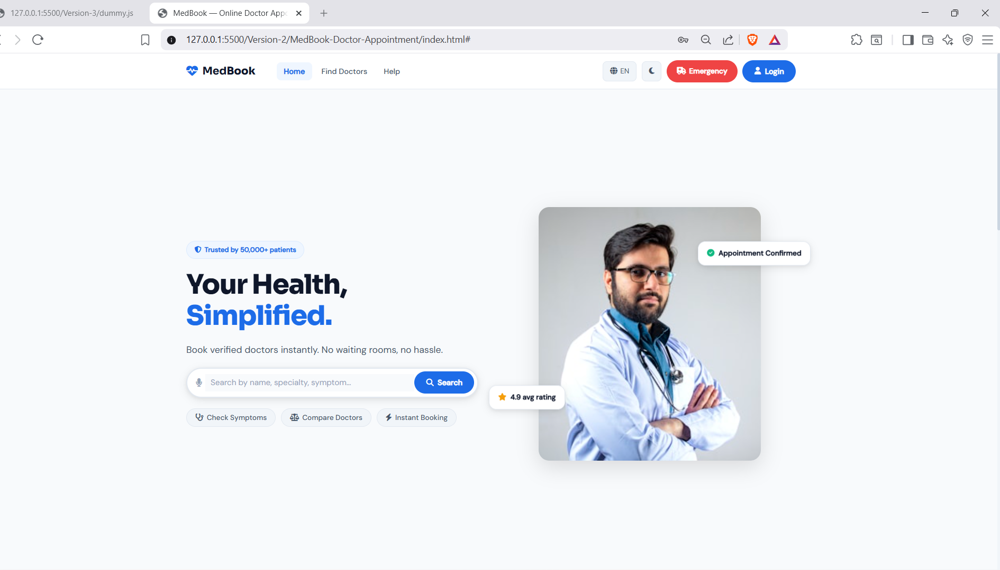 127.0.0.1:5500/Version-3/dummy.js
MedBook — Online Doctor Appo
127.0.0.1:5500/Version-2/MedBook-Doctor-Appointment/index.html#
MedBook
Home
Find Doctors
Help
EN
Emergency
Login
Trusted by 50,000+ patients
Your Health,
Simplified.
Book verified doctors instantly. No waiting rooms, no hassle.
Search by name, specialty, symptom...
Search
Check Symptoms
Compare Doctors
Instant Booking
Appointment Confirmed
4.9 avg rating